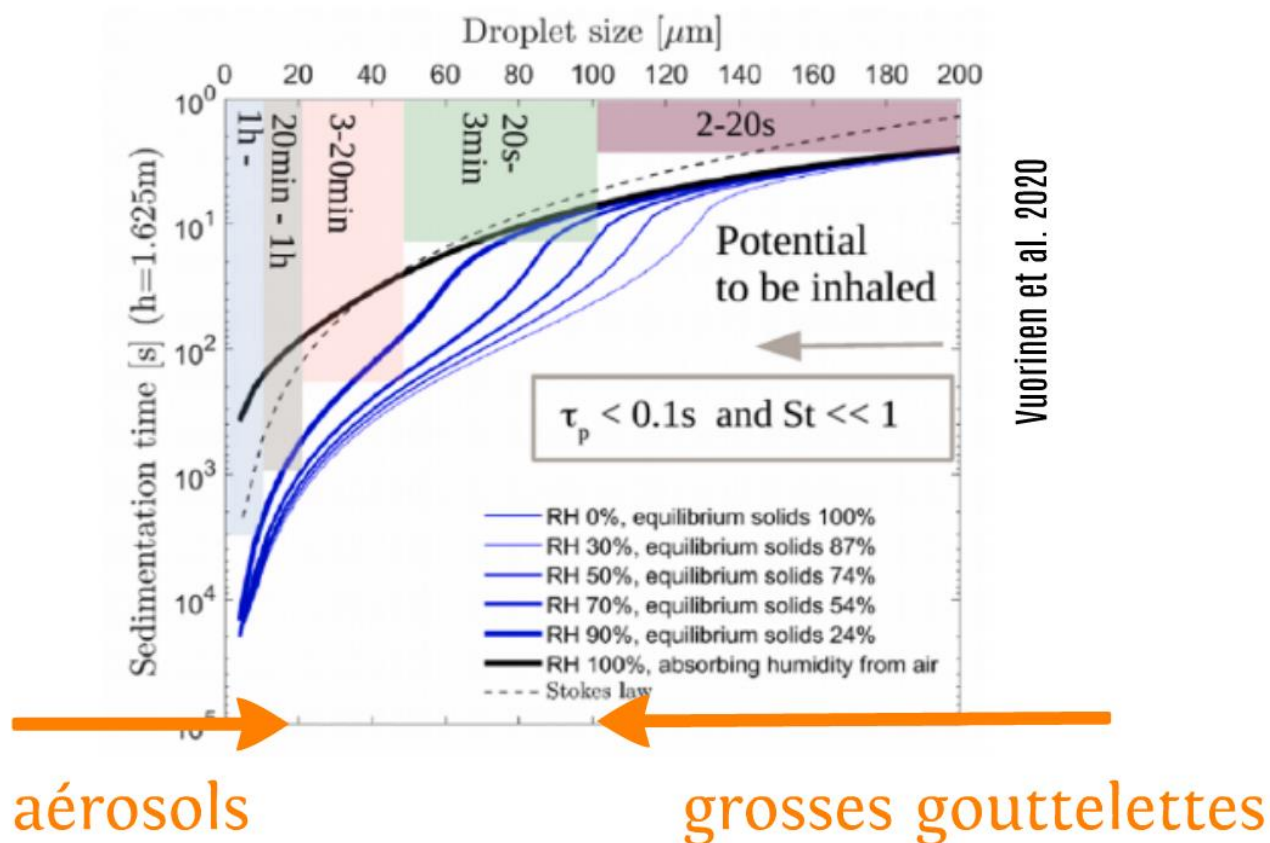 Droplet size [μm]
0 20 40 60 80 100 120 140 160 180 200
Sedimentation time [s] (h=1.625m)
10⁰
10¹
10²
10³
10⁴
1h -
20min - 1h
3-20min
20s-
3min
2-20s
Potential
to be inhaled
τₚ < 0.1s and St << 1
RH 0%, equilibrium solids 100%
RH 30%, equilibrium solids 87%
RH 50%, equilibrium solids 74%
RH 70%, equilibrium solids 54%
RH 90%, equilibrium solids 24%
RH 100%, absorbing humidity from air
Stokes law
Vuorinen et al. 2020
aérosols
grosses gouttelettes